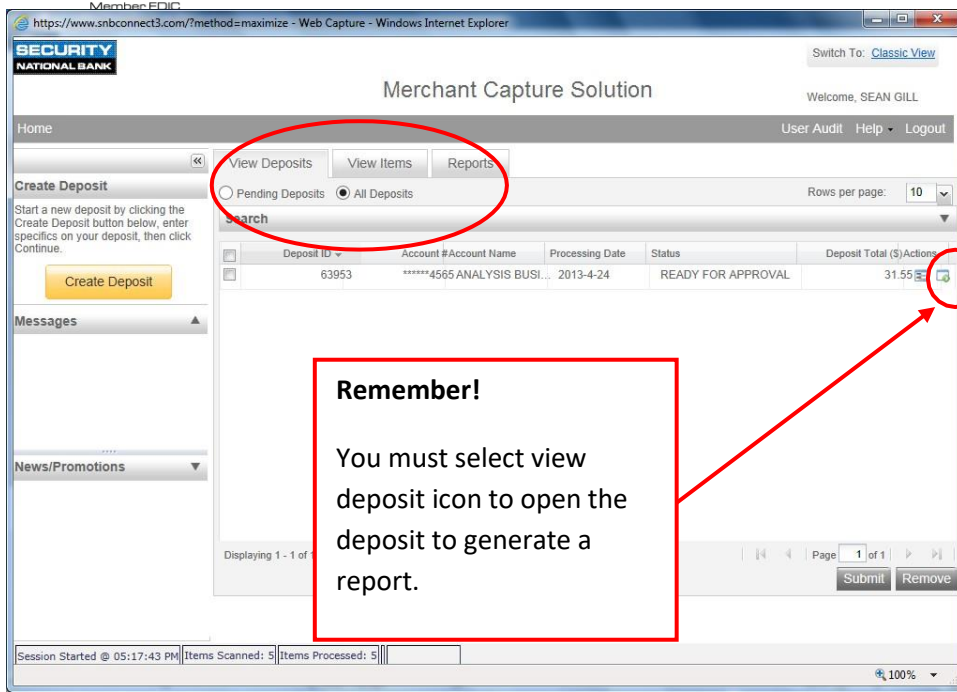 Member FDIC
https://www.snbconnect3.com/?method=maximize - Web Capture - Windows Internet Explorer
SECURITY
NATIONAL BANK
Switch To: Classic View
Merchant Capture Solution
Welcome, SEAN GILL
Home
User Audit Help Logout
View Deposits View Items Reports
Create Deposit
Pending Deposits All Deposits
Rows per page: 10
Start a new deposit by clicking the
Create Deposit button below, enter
specifics on your deposit, then click
Continue.
Search
Deposit ID Account # Account Name Processing Date Status Deposit Total ($) Actions
63953 *****4565 ANALYSIS BUSI... 2013-4-24 READY FOR APPROVAL 31.55
Create Deposit
Messages
Remember!
You must select view
deposit icon to open the
deposit to generate a
report.
News/Promotions
Displaying 1 - 1 of 1
Page 1 of 1
Submit Remove
Session Started @ 05:17:43 PM Items Scanned: 5 Items Processed: 5
100%